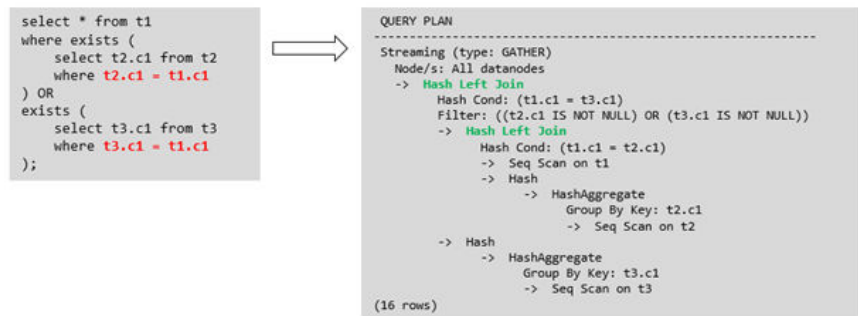 select * from t1
where exists (
    select t2.c1 from t2
    where t2.c1 = t1.c1
) OR
exists (
    select t3.c1 from t3
    where t3.c1 = t1.c1
);
QUERY PLAN
---------------------------------------------------------------
Streaming (type: GATHER)
  Node/s: All datanodes
  -> Hash Left Join
        Hash Cond: (t1.c1 = t3.c1)
        Filter: ((t2.c1 IS NOT NULL) OR (t3.c1 IS NOT NULL))
        -> Hash Left Join
              Hash Cond: (t1.c1 = t2.c1)
              -> Seq Scan on t1
              -> Hash
                    -> HashAggregate
                          Group By Key: t2.c1
                          -> Seq Scan on t2
        -> Hash
              -> HashAggregate
                    Group By Key: t3.c1
                    -> Seq Scan on t3
(16 rows)